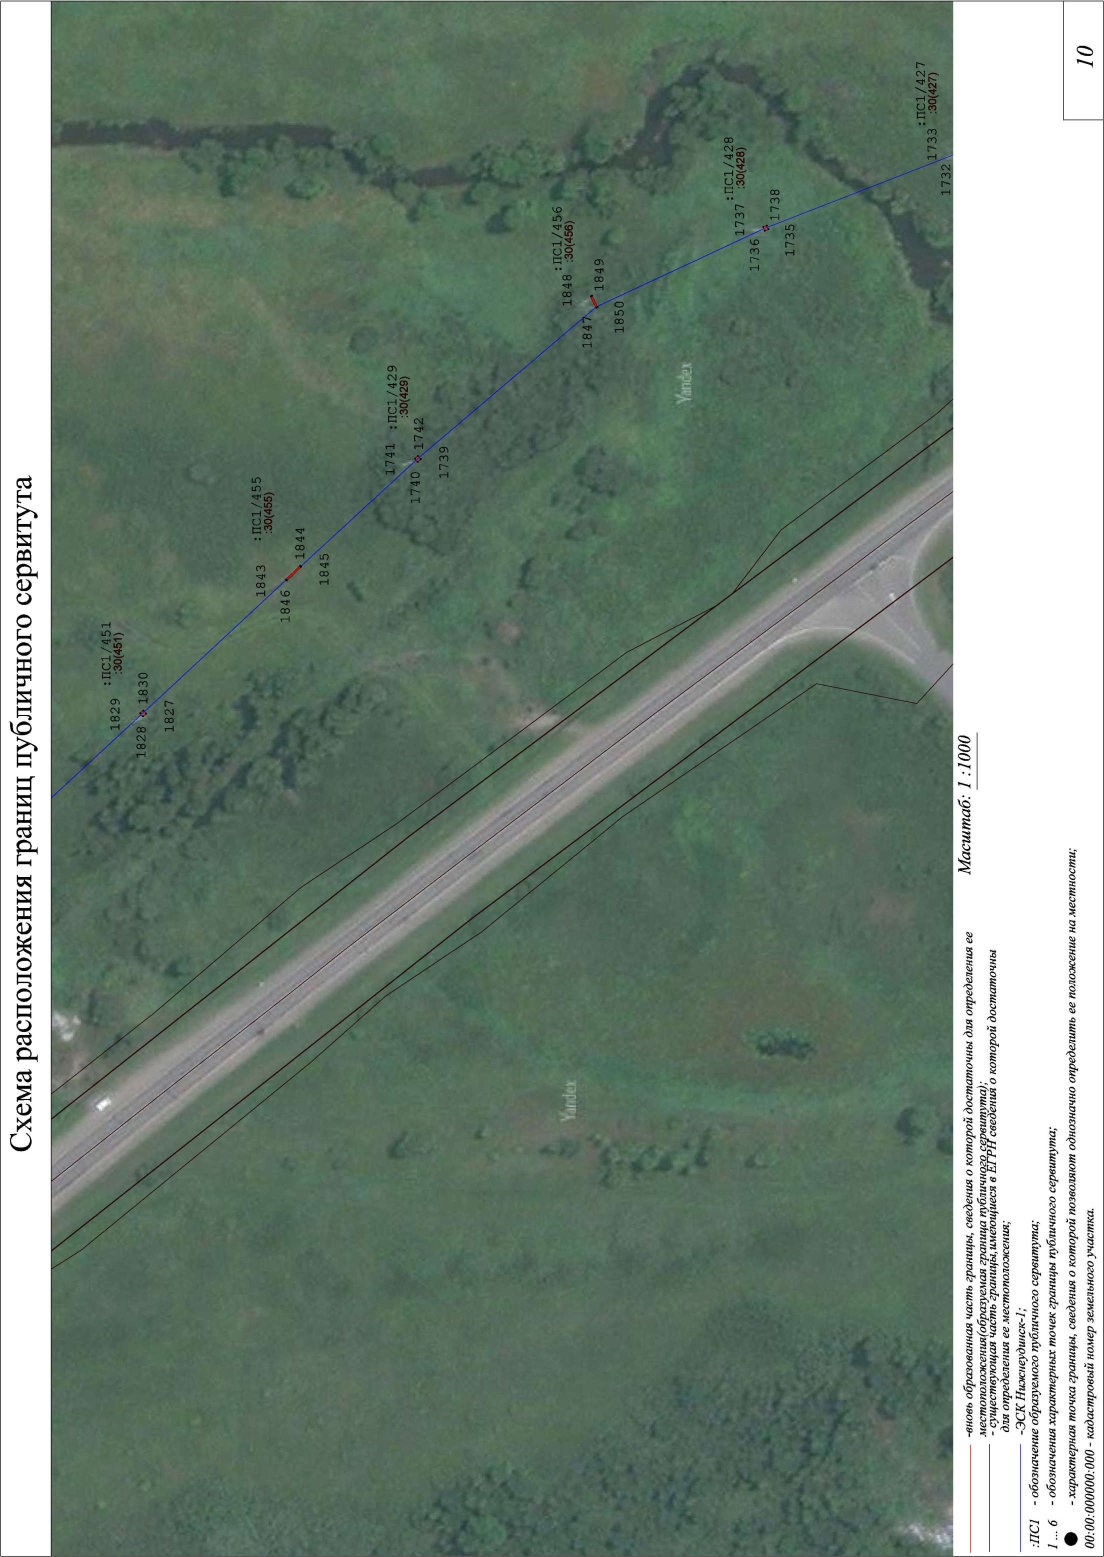 Схема расположения границ публичного сервитута
10
:ПС1/451
:30(451)
1829
1830
1828
1827
:ПС1/455
:30(455)
1843
1844
1846
1845
:ПС1/429
:30(429)
1741
1742
1740
1739
:ПС1/456
:30(456)
1848
1849
1847
1850
:ПС1/428
:30(428)
1737
1738
1736
1735
:ПС1/427
:30(427)
1733
1732
Yandex
Yandex
Масштаб: 1 :1000
-вновь образованная часть границы, сведения о которой достаточны для определения ее
местоположения(образуемая граница публичного сервитута);
- существующая часть границы,имеющиеся в ЕГРН сведения о которой достаточны
для определения ее местоположения;
-ЭСК Нижнеудинск-1;
:ПС1 - обозначение образуемого публичного сервитута;
1 ... 6 - обозначения характерных точек границы публичного сервитута;
- характерная точка границы, сведения о которой позволяют однозначно определить ее положение на местности;
00:00:000000:000 - кадастровый номер земельного участка.